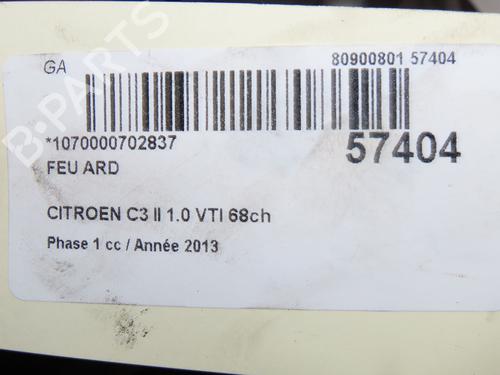 GA
80900801 57404
*1070000702837
57404
FEU ARD
CITROEN C3 II 1.0 VTI 68ch
Phase 1 cc / Année 2013
B-PARTS